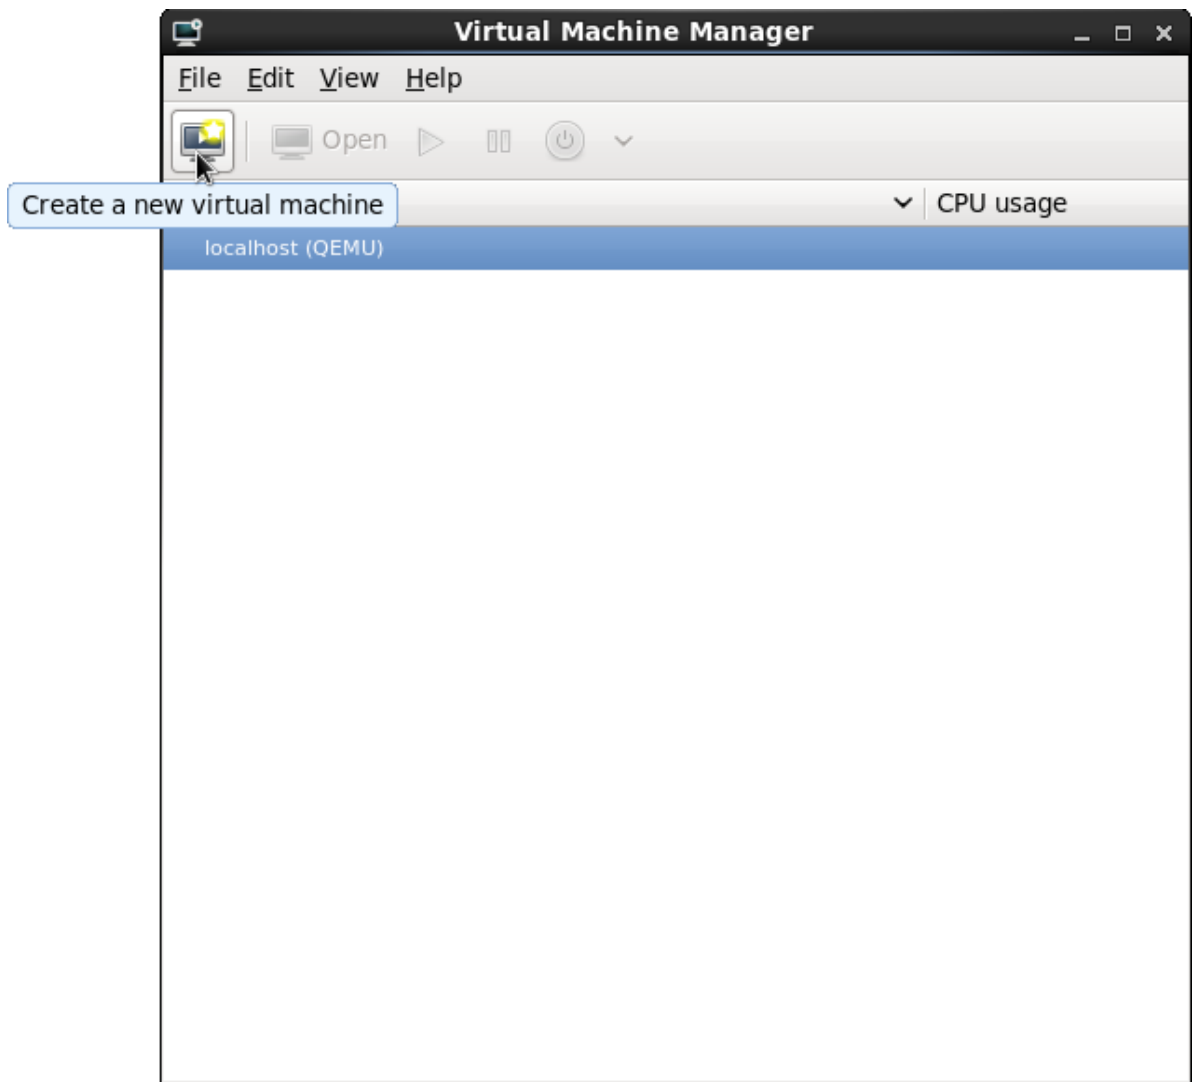 Virtual Machine Manager
File Edit View Help
Open
Create a new virtual machine
CPU usage
localhost (QEMU)